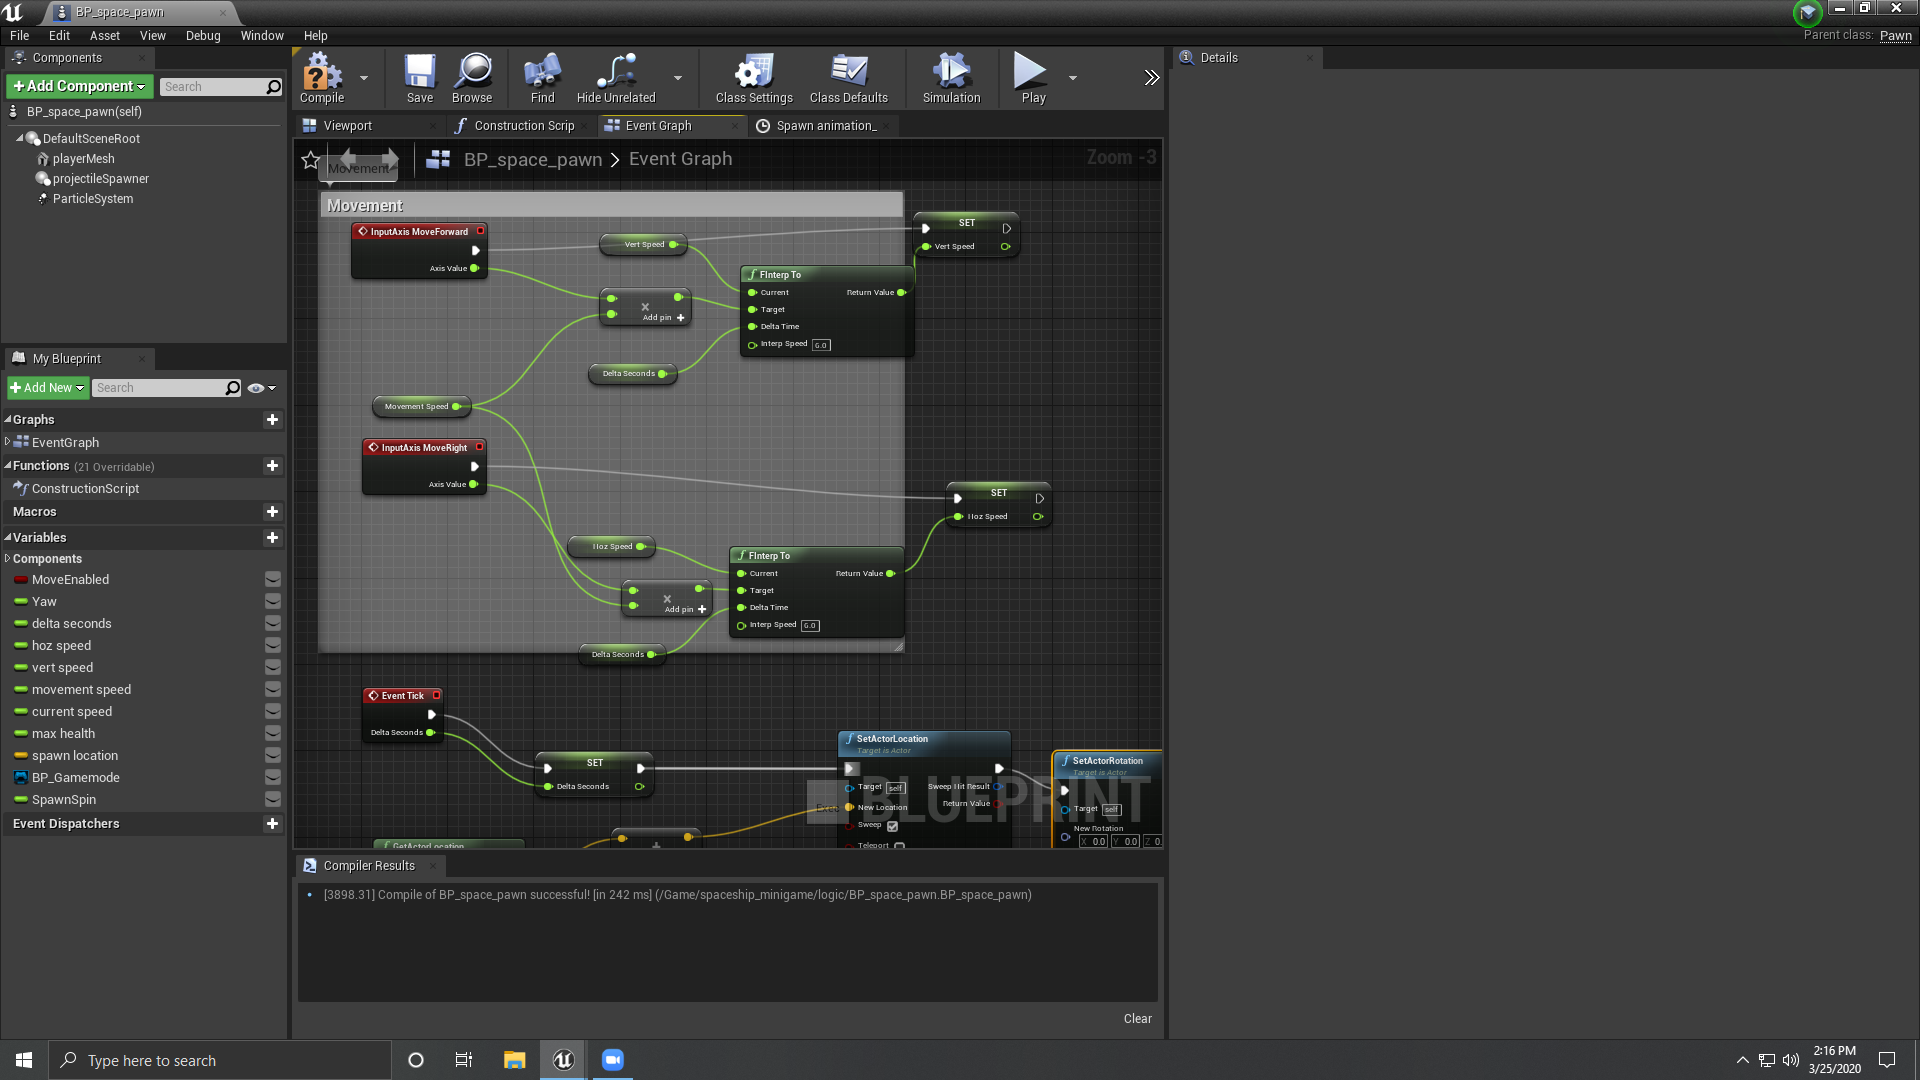 BP_space_pawn
File Edit Asset View Debug Window Help
Parent class: Pawn
Components
+ Add Component
Search
BP_space_pawn(self)
DefaultSceneRoot
playerMesh
projectileSpawner
ParticleSystem
My Blueprint
+ Add New
Search
Graphs
EventGraph
Functions (21 Overridable)
ConstructionScript
Macros
Variables
Components
MoveEnabled
Yaw
delta seconds
hoz speed
vert speed
movement speed
current speed
max health
spawn location
BP_Gamemode
SpawnSpin
Event Dispatchers
Compile Save Browse Find Hide Unrelated Class Settings Class Defaults Simulation Play
Viewport Construction Scrip Event Graph Spawn animation_
BP_space_pawn > Event Graph
Zoom -3
Movement
Movement
InputAxis MoveForward
Axis Value
Vert Speed
SET
Vert Speed
FInterp To
Current Return Value
Target
Delta Time
Interp Speed 6.0
Add pin +
Delta Seconds
Movement Speed
InputAxis MoveRight
Axis Value
SET
Hoz Speed
Hoz Speed
FInterp To
Current Return Value
Target
Delta Time
Interp Speed 6.0
Add pin +
Delta Seconds
Event Tick
Delta Seconds
SET
Delta Seconds
SetActorLocation
Target is Actor
Target self Sweep Hit Result
New Location Return Value
Sweep
Teleport
SetActorRotation
Target is Actor
Target self
New Rotation
X 0.0 Y 0.0 Z 0.
GetActorLocation
BLUEPRINT
Compiler Results
[3898.31] Compile of BP_space_pawn successful! [in 242 ms] (/Game/spaceship_minigame/logic/BP_space_pawn.BP_space_pawn)
Clear
Details
Type here to search
2:16 PM
3/25/2020